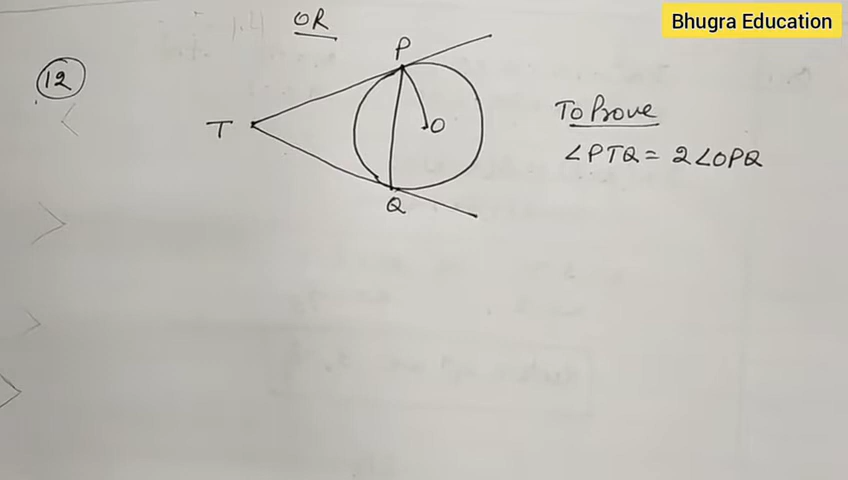 Bhugra Education
OR
12
P
T
O
Q
To Prove
∠PTQ = 2∠OPQ